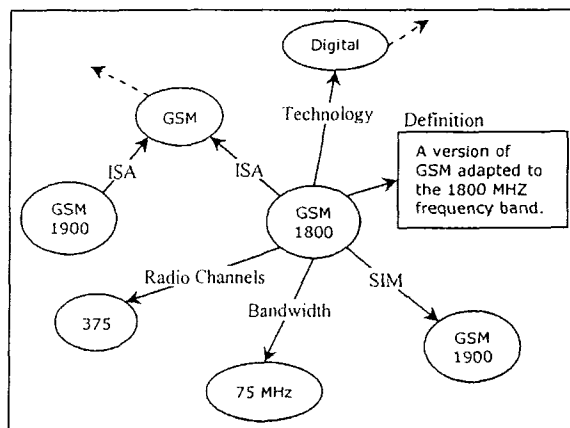 Digital
GSM
Technology
Definition
A version of
GSM adapted to
the 1800 MHZ
frequency band.
ISA
ISA
GSM
1900
GSM
1800
Radio Channels
SIM
375
Bandwidth
GSM
1900
75 MHz